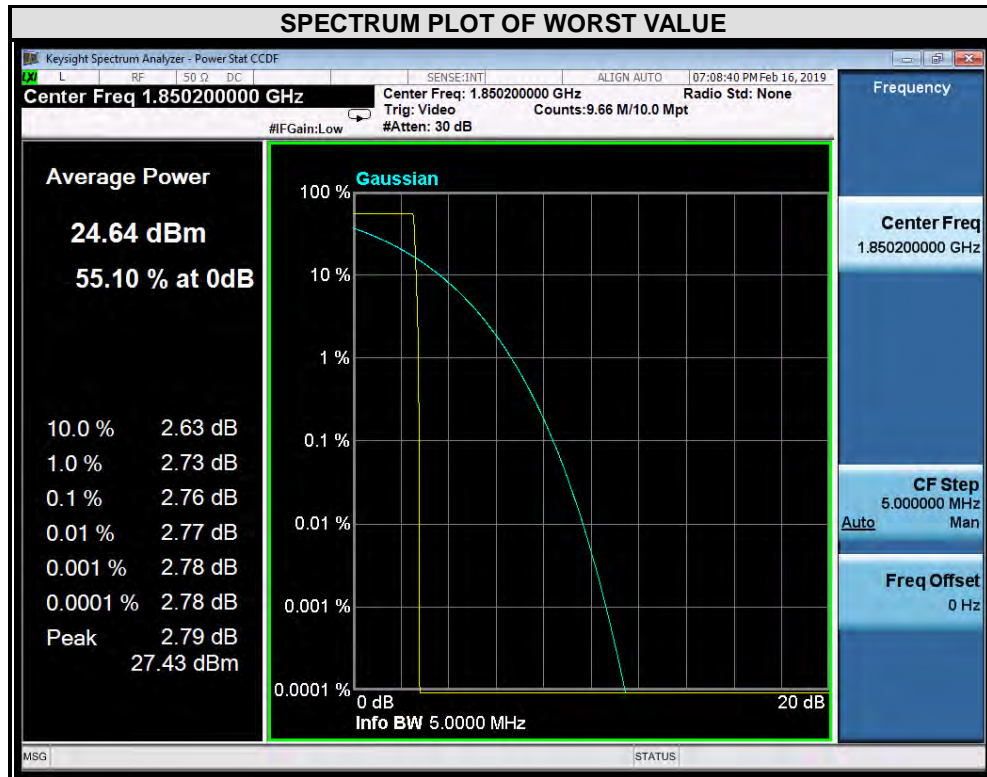 SPECTRUM PLOT OF WORST VALUE
Keysight Spectrum Analyzer - Power Stat CCDF
LXI L RF 50 Ω DC SENSE:INT ALIGN AUTO 07:08:40 PM Feb 16, 2019
Center Freq 1.850200000 GHz
Center Freq: 1.850200000 GHz Radio Std: None
Trig: Video Counts:9.66 M/10.0 Mpt
#IFGain:Low #Atten: 30 dB
Average Power
24.64 dBm
55.10 % at 0dB
10.0 % 2.63 dB
1.0 % 2.73 dB
0.1 % 2.76 dB
0.01 % 2.77 dB
0.001 % 2.78 dB
0.0001 % 2.78 dB
Peak 2.79 dB
27.43 dBm
Gaussian
100 %
10 %
1 %
0.1 %
0.01 %
0.001 %
0.0001 %
0 dB 20 dB
Info BW 5.0000 MHz
Frequency
Center Freq
1.850200000 GHz
CF Step
5.000000 MHz
Auto Man
Freq Offset
0 Hz
MSG STATUS